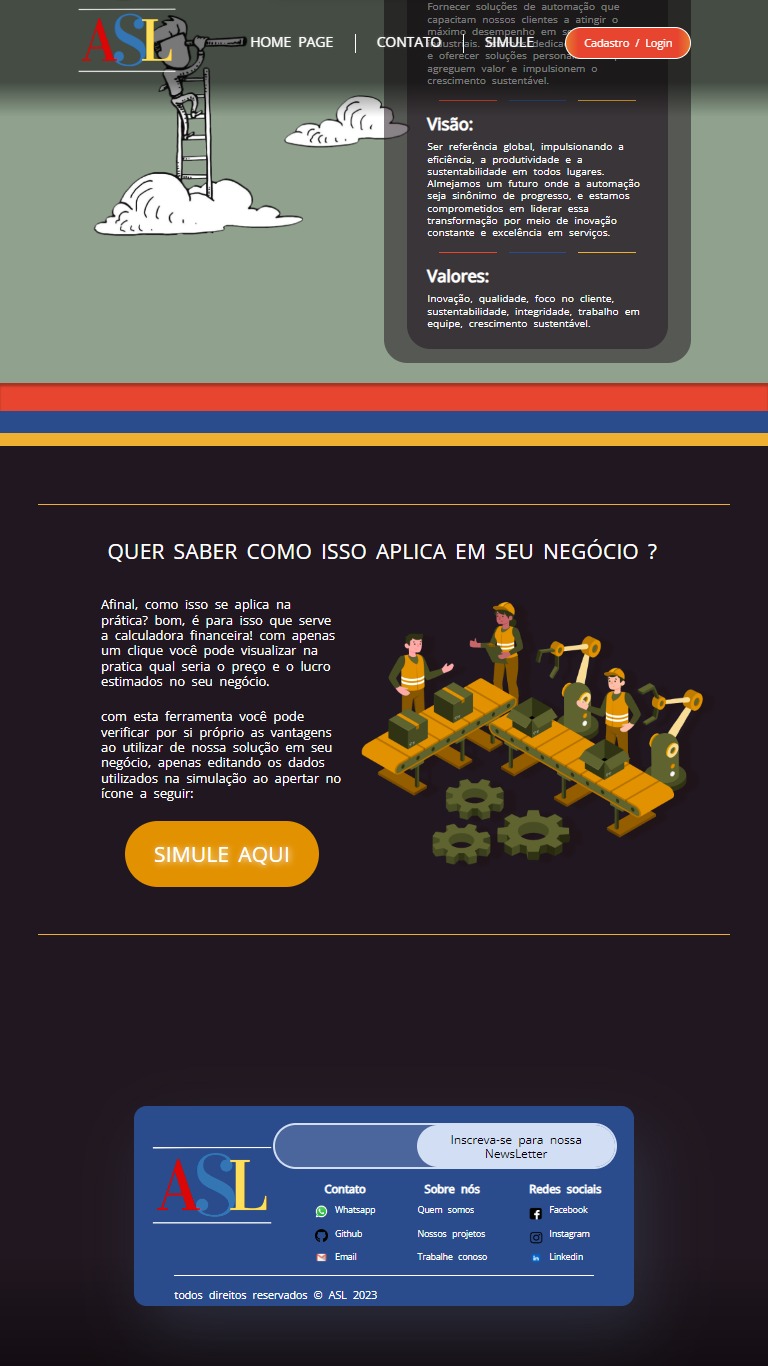 ASL
HOME PAGE
CONTATO
SIMULE
Cadastro / Login
Fornecer soluções de automação que
capacitam nossos clientes a atingir o
máximo desempenho em
e oferecer soluções
agreguem valor e impulsionem o
crescimento sustentável.
Visão:
Ser referência global, impulsionando a
eficiência, a produtividade e a
sustentabilidade em todos lugares.
Almejamos um futuro onde a automação
seja sinônimo de progresso, e estamos
comprometidos em liderar essa
transformação por meio de inovação
constante e excelência em serviços.
Valores:
Inovação, qualidade, foco no cliente,
sustentabilidade, integridade, trabalho em
equipe, crescimento sustentável.
QUER SABER COMO ISSO APLICA EM SEU NEGÓCIO ?
Afinal, como isso se aplica na
prática? bom, é para isso que serve
a calculadora financeira! com apenas
um clique você pode visualizar na
pratica qual seria o preço e o lucro
estimados no seu negócio.
com esta ferramenta você pode
verificar por si próprio as vantagens
ao utilizar de nossa solução em seu
negócio, apenas editando os dados
utilizados na simulação ao apertar no
ícone a seguir:
SIMULE AQUI
ASL
Inscreva-se para nossa
NewsLetter
Contato
Whatsapp
Github
Email
Sobre nós
Quem somos
Nossos projetos
Trabalhe conoso
Redes sociais
Facebook
Instagram
Linkedin
todos direitos reservados © ASL 2023